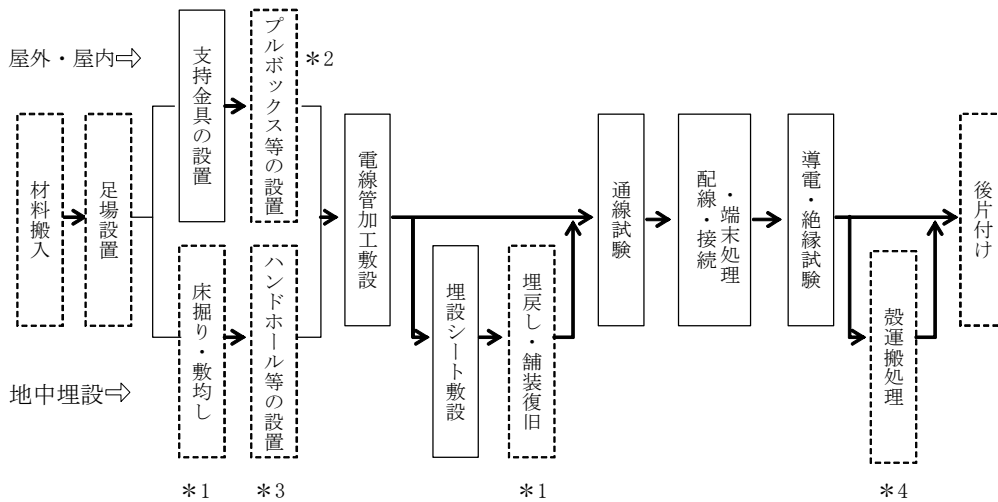 屋外・屋内⇨
材料搬入
足場設置
支持金具の設置
プルボックス等の設置
＊2
床掘り・敷均し
ハンドホール等の設置
地中埋設⇨
＊1
＊3
電線管加工敷設
埋設シート敷設
埋戻し・舗装復旧
＊1
通線試験
配線・接続
・端末処理
導電・絶縁試験
殻運搬処理
＊4
後片付け